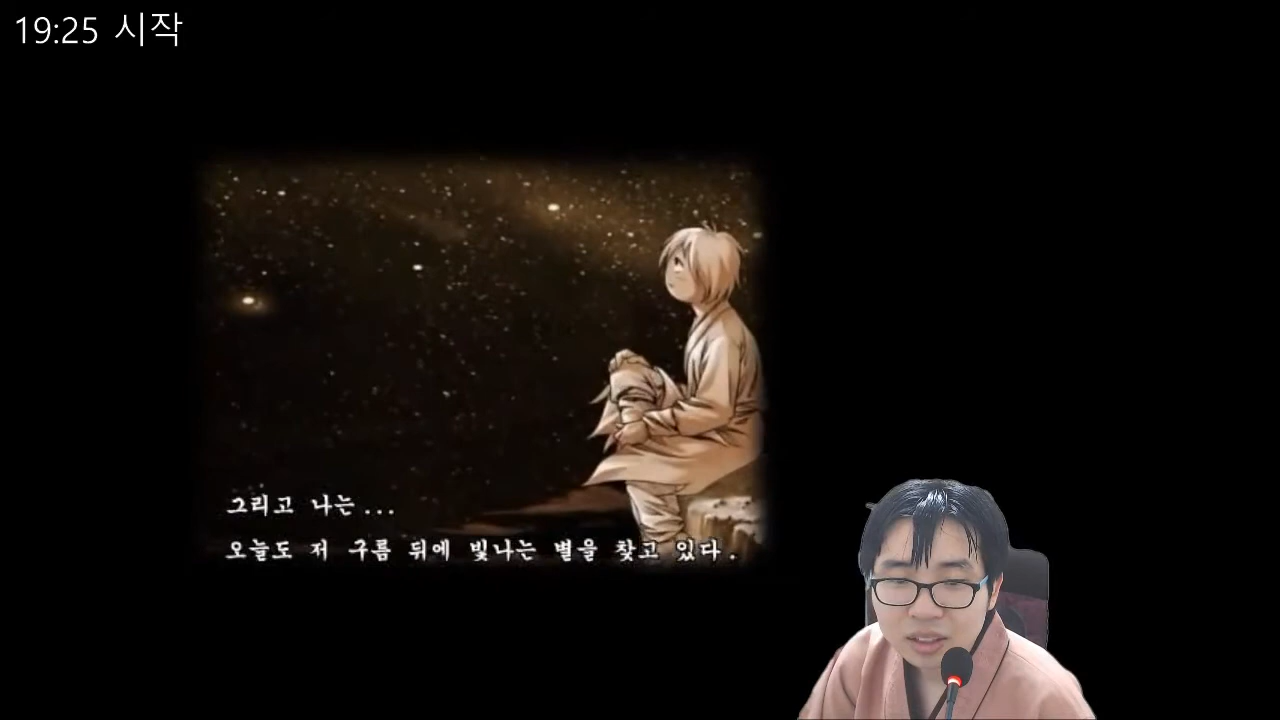 19:25 시작
그리고 나는...
오늘도 저 구름 뒤에 빛나는 별을 찾고 있다.